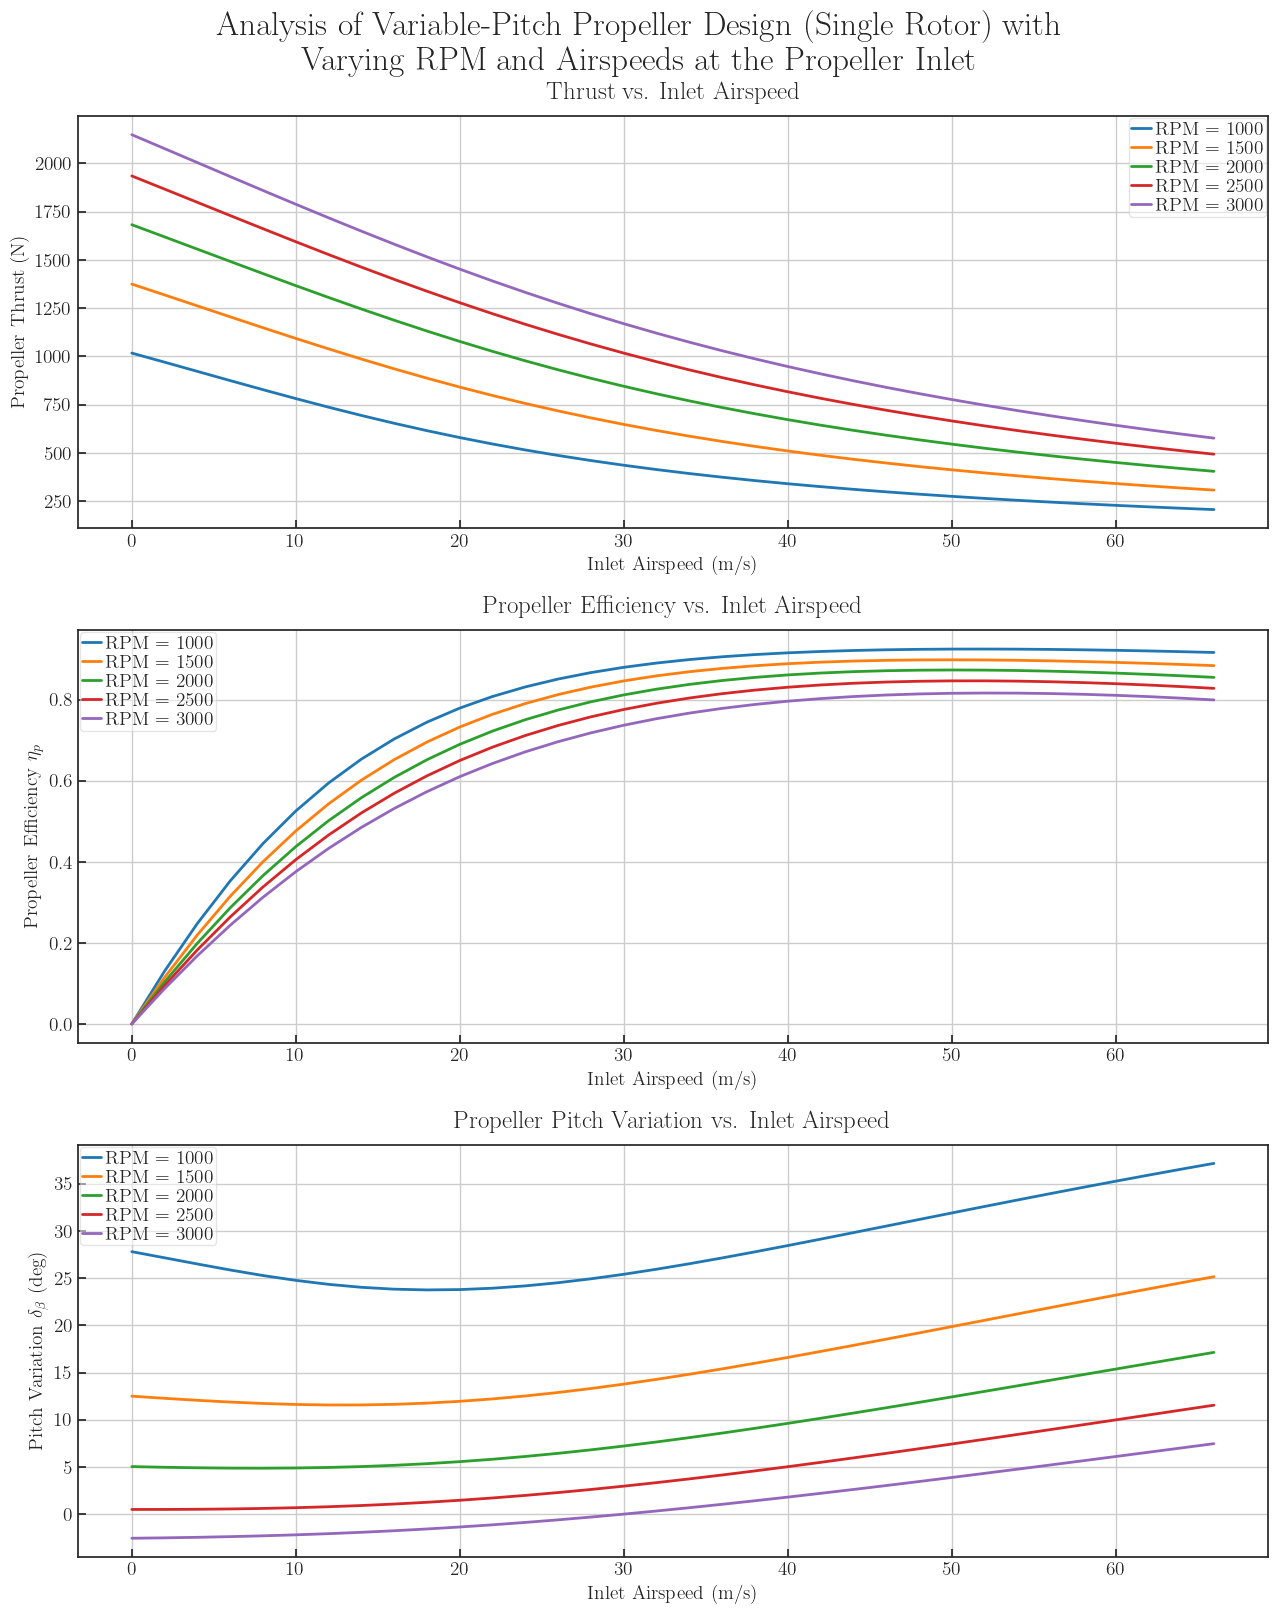 Analysis of Variable-Pitch Propeller Design (Single Rotor) with
Varying RPM and Airspeeds at the Propeller Inlet
Thrust vs. Inlet Airspeed
RPM = 1000
RPM = 1500
RPM = 2000
RPM = 2500
RPM = 3000
Propeller Thrust (N)
2000
1750
1500
1250
1000
750
500
250
0 10 20 30 40 50 60
Inlet Airspeed (m/s)
Propeller Efficiency vs. Inlet Airspeed
RPM = 1000
RPM = 1500
RPM = 2000
RPM = 2500
RPM = 3000
Propeller Efficiency ηₚ
0.8
0.6
0.4
0.2
0.0
0 10 20 30 40 50 60
Inlet Airspeed (m/s)
Propeller Pitch Variation vs. Inlet Airspeed
RPM = 1000
RPM = 1500
RPM = 2000
RPM = 2500
RPM = 3000
Pitch Variation δᵦ (deg)
35
30
25
20
15
10
5
0
0 10 20 30 40 50 60
Inlet Airspeed (m/s)